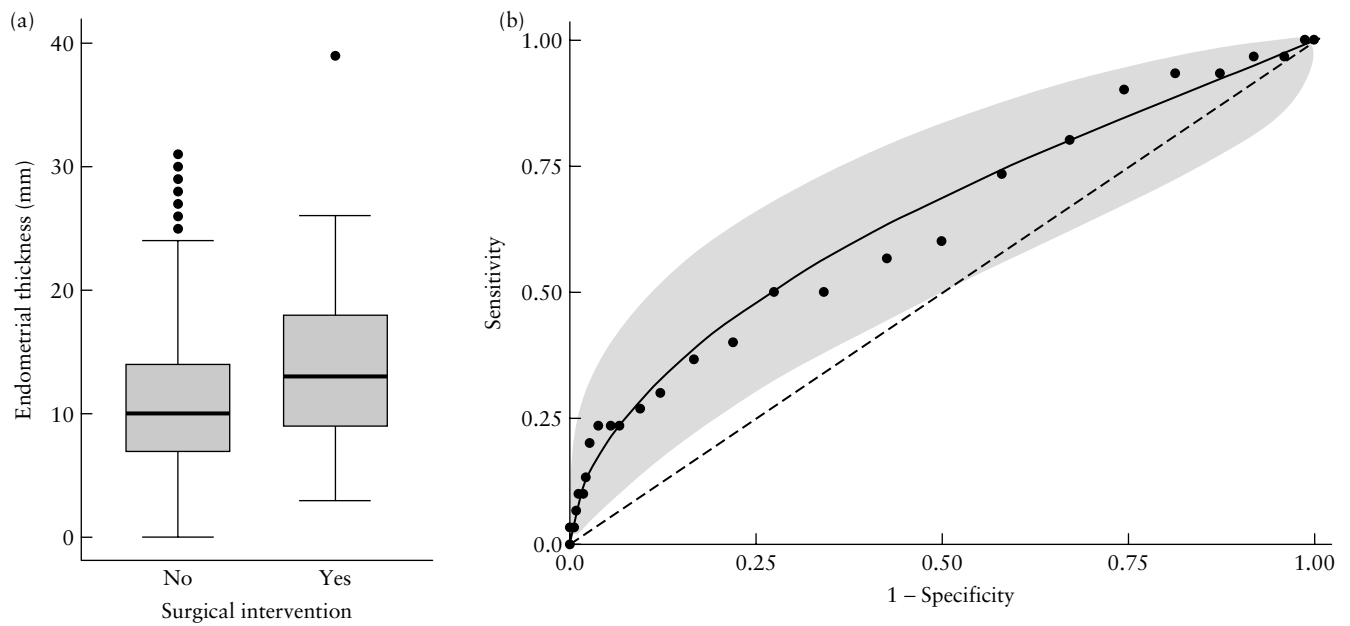 (a)
40
30
20
10
0
Endometrial thickness (mm)
No Yes
Surgical intervention
(b)
1.00
0.75
0.50
0.25
0.0
Sensitivity
0.0 0.25 0.50 0.75 1.00
1 – Specificity